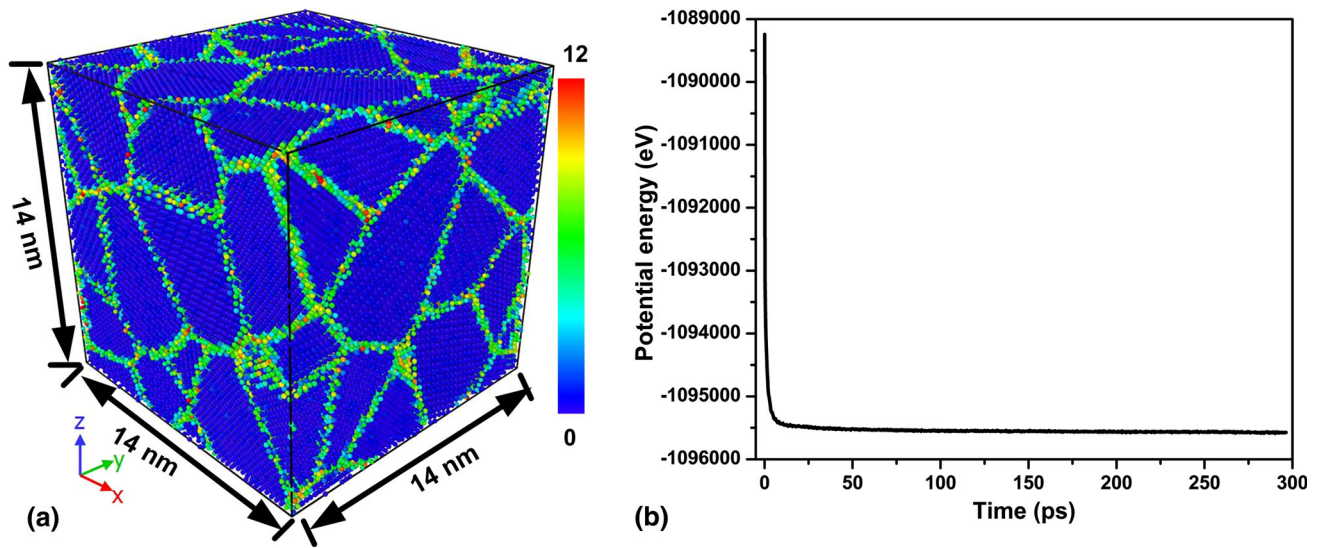 12
0
14 nm
14 nm
14 nm
z
y
x
(a)
-1089000
-1090000
-1091000
-1092000
-1093000
-1094000
-1095000
-1096000
Potential energy (eV)
0 50 100 150 200 250 300
Time (ps)
(b)